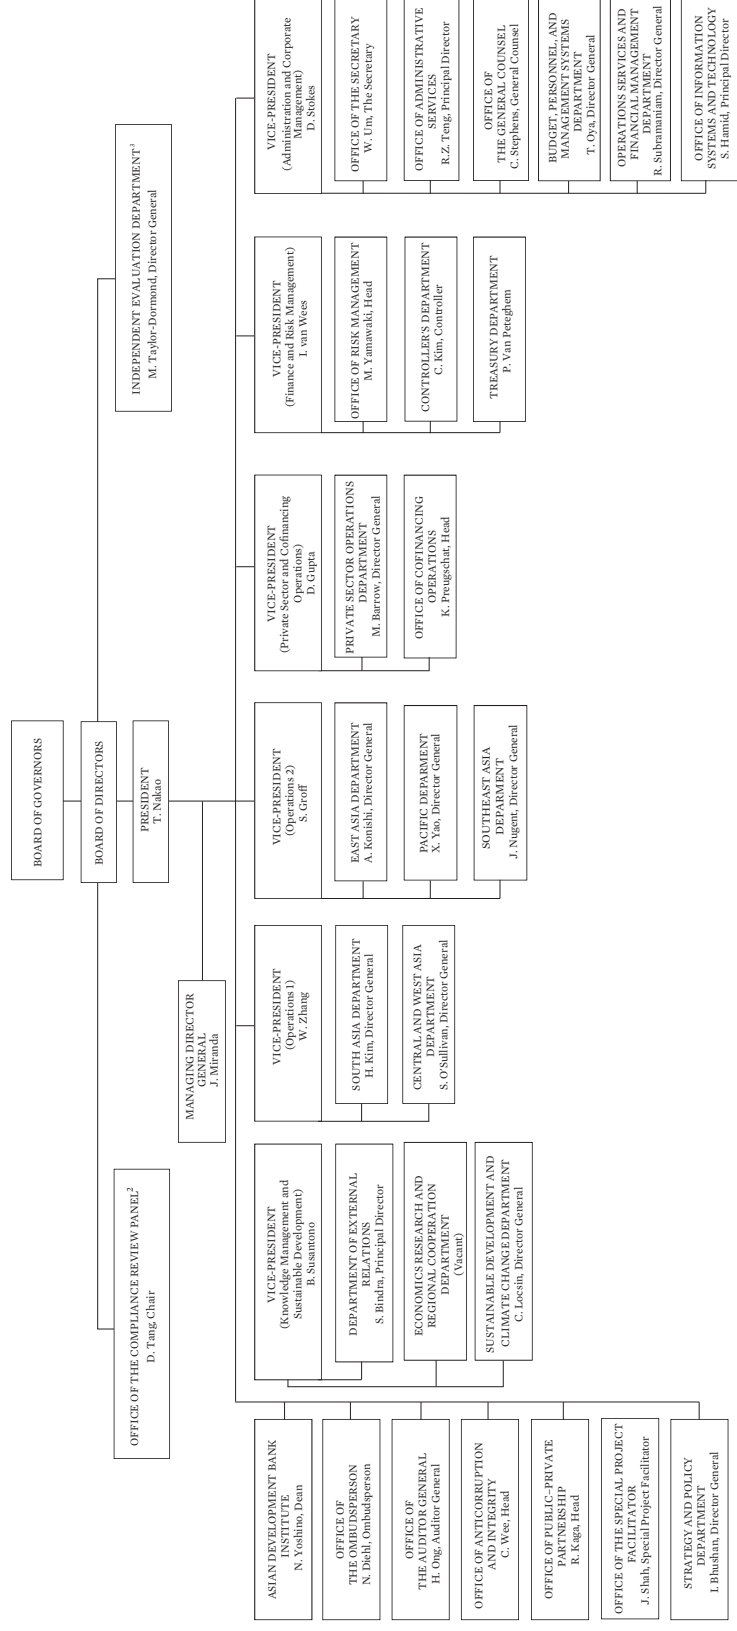 BOARD OF GOVERNORS
BOARD OF DIRECTORS
PRESIDENT
T. Nakao
OFFICE OF THE COMPLIANCE REVIEW PANEL²
D. Tang, Chair
INDEPENDENT EVALUATION DEPARTMENT³
M. Taylor-Dormond, Director General
MANAGING DIRECTOR
GENERAL
J. Miranda
ASIAN DEVELOPMENT BANK
INSTITUTE
N. Yoshino, Dean
OFFICE OF
THE OMBUDSPERSON
N. Diehl, Ombudsperson
OFFICE OF
THE AUDITOR GENERAL
H. Ong, Auditor General
OFFICE OF ANTICORRUPTION
AND INTEGRITY
C. Wee, Head
OFFICE OF PUBLIC–PRIVATE
PARTNERSHIP
R. Kaga, Head
OFFICE OF THE SPECIAL PROJECT
FACILITATOR
J. Shah, Special Project Facilitator
STRATEGY AND POLICY
DEPARTMENT
I. Bhushan, Director General
VICE-PRESIDENT
(Knowledge Management and
Sustainable Development)
B. Susantono
DEPARTMENT OF EXTERNAL
RELATIONS
S. Bindra, Principal Director
ECONOMICS RESEARCH AND
REGIONAL COOPERATION
DEPARTMENT
(Vacant)
SUSTAINABLE DEVELOPMENT AND
CLIMATE CHANGE DEPARTMENT
C. Locsin, Director General
VICE-PRESIDENT
(Operations 1)
W. Zhang
SOUTH ASIA DEPARTMENT
H. Kim, Director General
CENTRAL AND WEST ASIA
DEPARTMENT
S. O'Sullivan, Director General
VICE-PRESIDENT
(Operations 2)
S. Groff
EAST ASIA DEPARTMENT
A. Konishi, Director General
PACIFIC DEPARMENT
X. Yao, Director General
SOUTHEAST ASIA
DEPARMENT
J. Nugent, Director General
VICE-PRESIDENT
(Private Sector and Cofinancing
Operations)
D. Gupta
PRIVATE SECTOR OPERATIONS
DEPARTMENT
M. Barrow, Director General
OFFICE OF COFINANCING
OPERATIONS
K. Preugschat, Head
VICE-PRESIDENT
(Finance and Risk Management)
I. van Wees
OFFICE OF RISK MANAGEMENT
M. Yamawaki, Head
CONTROLLER'S DEPARTMENT
C. Kim, Controller
TREASURY DEPARTMENT
P. Van Peteghem
VICE-PRESIDENT
(Administration and Corporate
Management)
D. Stokes
OFFICE OF THE SECRETARY
W. Um, The Secretary
OFFICE OF ADMINISTRATIVE
SERVICES
R.Z. Teng, Principal Director
OFFICE OF
THE GENERAL COUNSEL
C. Stephens, General Counsel
BUDGET, PERSONNEL, AND
MANAGEMENT SYSTEMS
DEPARTMENT
T. Oya, Director General
OPERATIONS SERVICES AND
FINANCIAL MANAGEMENT
DEPARTMENT
R. Subramaniam, Director General
OFFICE OF INFORMATION
SYSTEMS AND TECHNOLOGY
S. Hamid, Principal Director